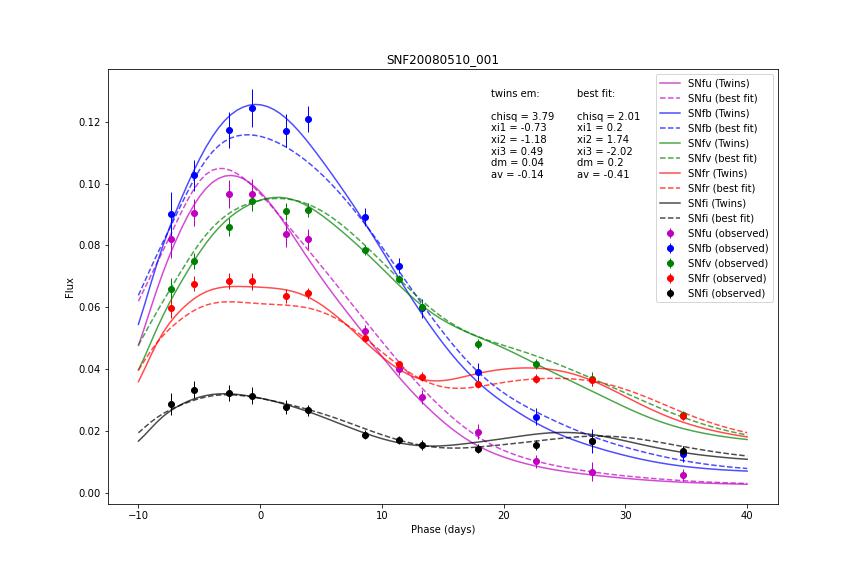 SNF20080510_001
twins em:
chisq = 3.79
xi1 = -0.73
xi2 = -1.18
xi3 = 0.49
dm = 0.04
av = -0.14
best fit:
chisq = 2.01
xi1 = 0.2
xi2 = 1.74
xi3 = -2.02
dm = 0.2
av = -0.41
SNfu (Twins)
SNfu (best fit)
SNfb (Twins)
SNfb (best fit)
SNfv (Twins)
SNfv (best fit)
SNfr (Twins)
SNfr (best fit)
SNfi (Twins)
SNfi (best fit)
SNfu (observed)
SNfb (observed)
SNfv (observed)
SNfr (observed)
SNfi (observed)
Flux
0.12
0.10
0.08
0.06
0.04
0.02
0.00
−10 0 10 20 30 40
Phase (days)